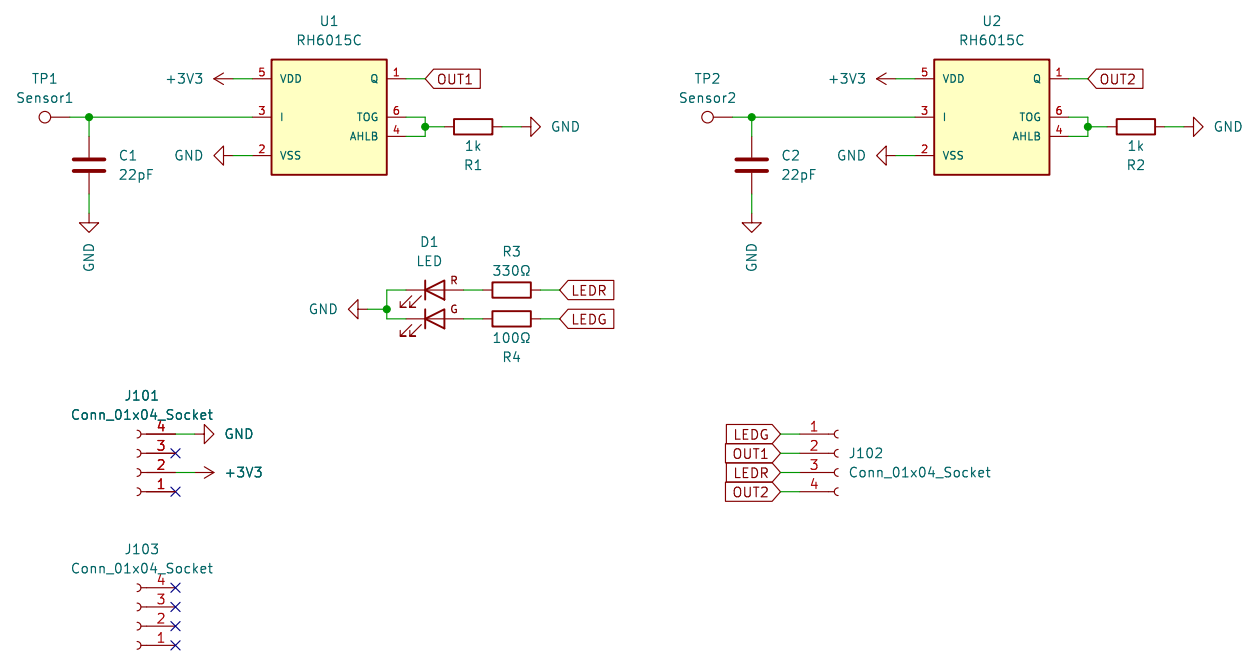 U1
RH6015C
TP1
Sensor1
+3V3
5
VDD
Q
1
OUT1
3
I
TOG
6
AHLB
4
GND
2
VSS
C1
22pF
GND
1k
R1
GND
U2
RH6015C
TP2
Sensor2
+3V3
5
VDD
Q
1
OUT2
3
I
TOG
6
AHLB
4
GND
2
VSS
C2
22pF
GND
1k
R2
GND
D1
LED
R3
330Ω
R
LEDR
GND
G
LEDG
100Ω
R4
J101
Conn_01x04_Socket
4
GND
3
2
+3V3
1
LEDG
1
OUT1
2
J102
LEDR
3
Conn_01x04_Socket
OUT2
4
J103
Conn_01x04_Socket
4
3
2
1